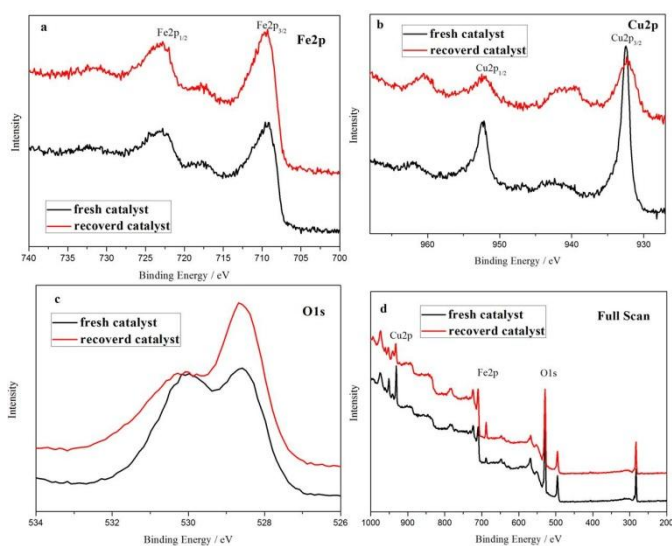 a
Fe2p₁/₂
Fe2p₃/₂
Fe2p
Intensity
fresh catalyst
recoverd catalyst
740 735 730 725 720 715 710 705 700
Binding Energy / eV
b
fresh catalyst
recoverd catalyst
Cu2p
Cu2p₁/₂
Cu2p₃/₂
Intensity
960 950 940 930
Binding Energy / eV
c
fresh catalyst
recoverd catalyst
O1s
Intensity
534 532 530 528 526
Binding Energy / eV
d
fresh catalyst
recoverd catalyst
Full Scan
Cu2p
Fe2p
O1s
Intensity
1000 900 800 700 600 500 400 300 200
Binding Energy / eV